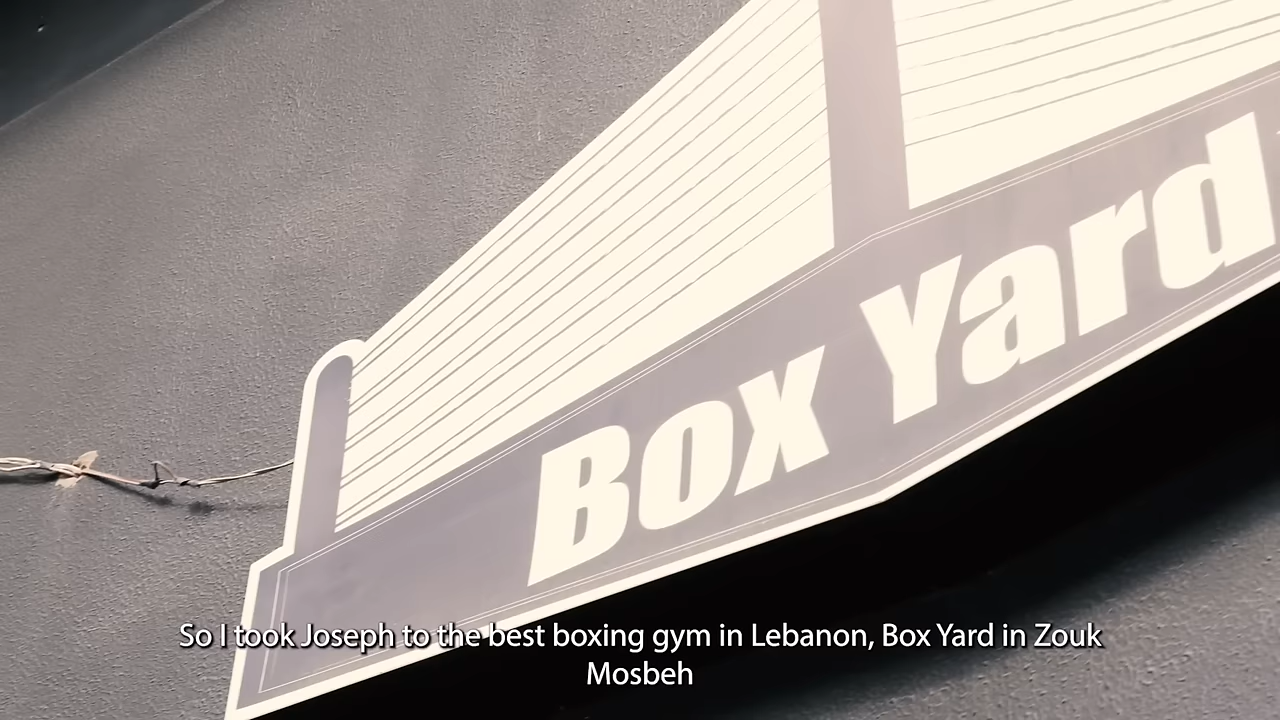 Box Yard
So I took Joseph to the best boxing gym in Lebanon, Box Yard in Zouk
Mosbeh